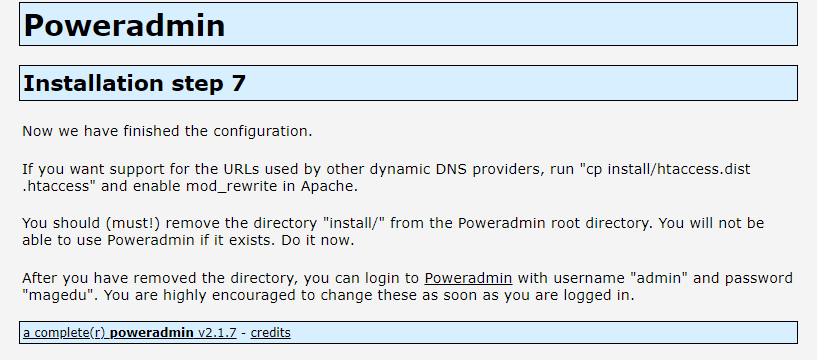 Poweradmin
Installation step 7
Now we have finished the configuration.
If you want support for the URLs used by other dynamic DNS providers, run "cp install/htaccess.dist
.htaccess" and enable mod_rewrite in Apache.
You should (must!) remove the directory "install/" from the Poweradmin root directory. You will not be
able to use Poweradmin if it exists. Do it now.
After you have removed the directory, you can login to Poweradmin with username "admin" and password
"magedu". You are highly encouraged to change these as soon as you are logged in.
a complete(r) poweradmin v2.1.7 - credits